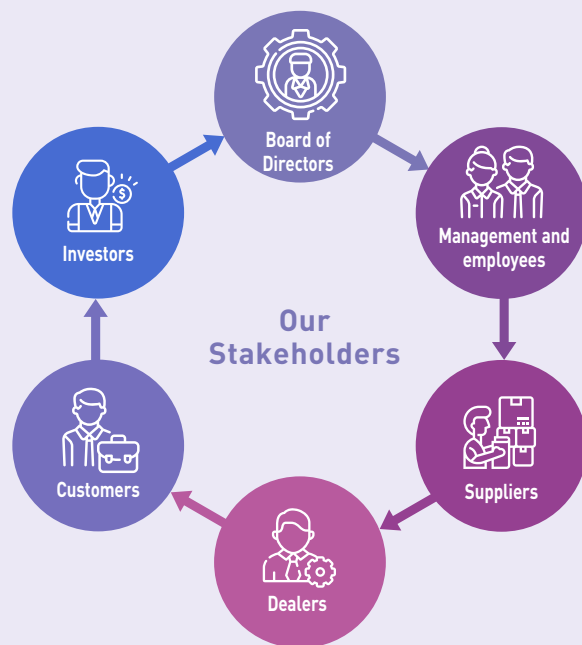 Board of
Directors
Management and
employees
Suppliers
Dealers
Customers
Investors
Our
Stakeholders
$